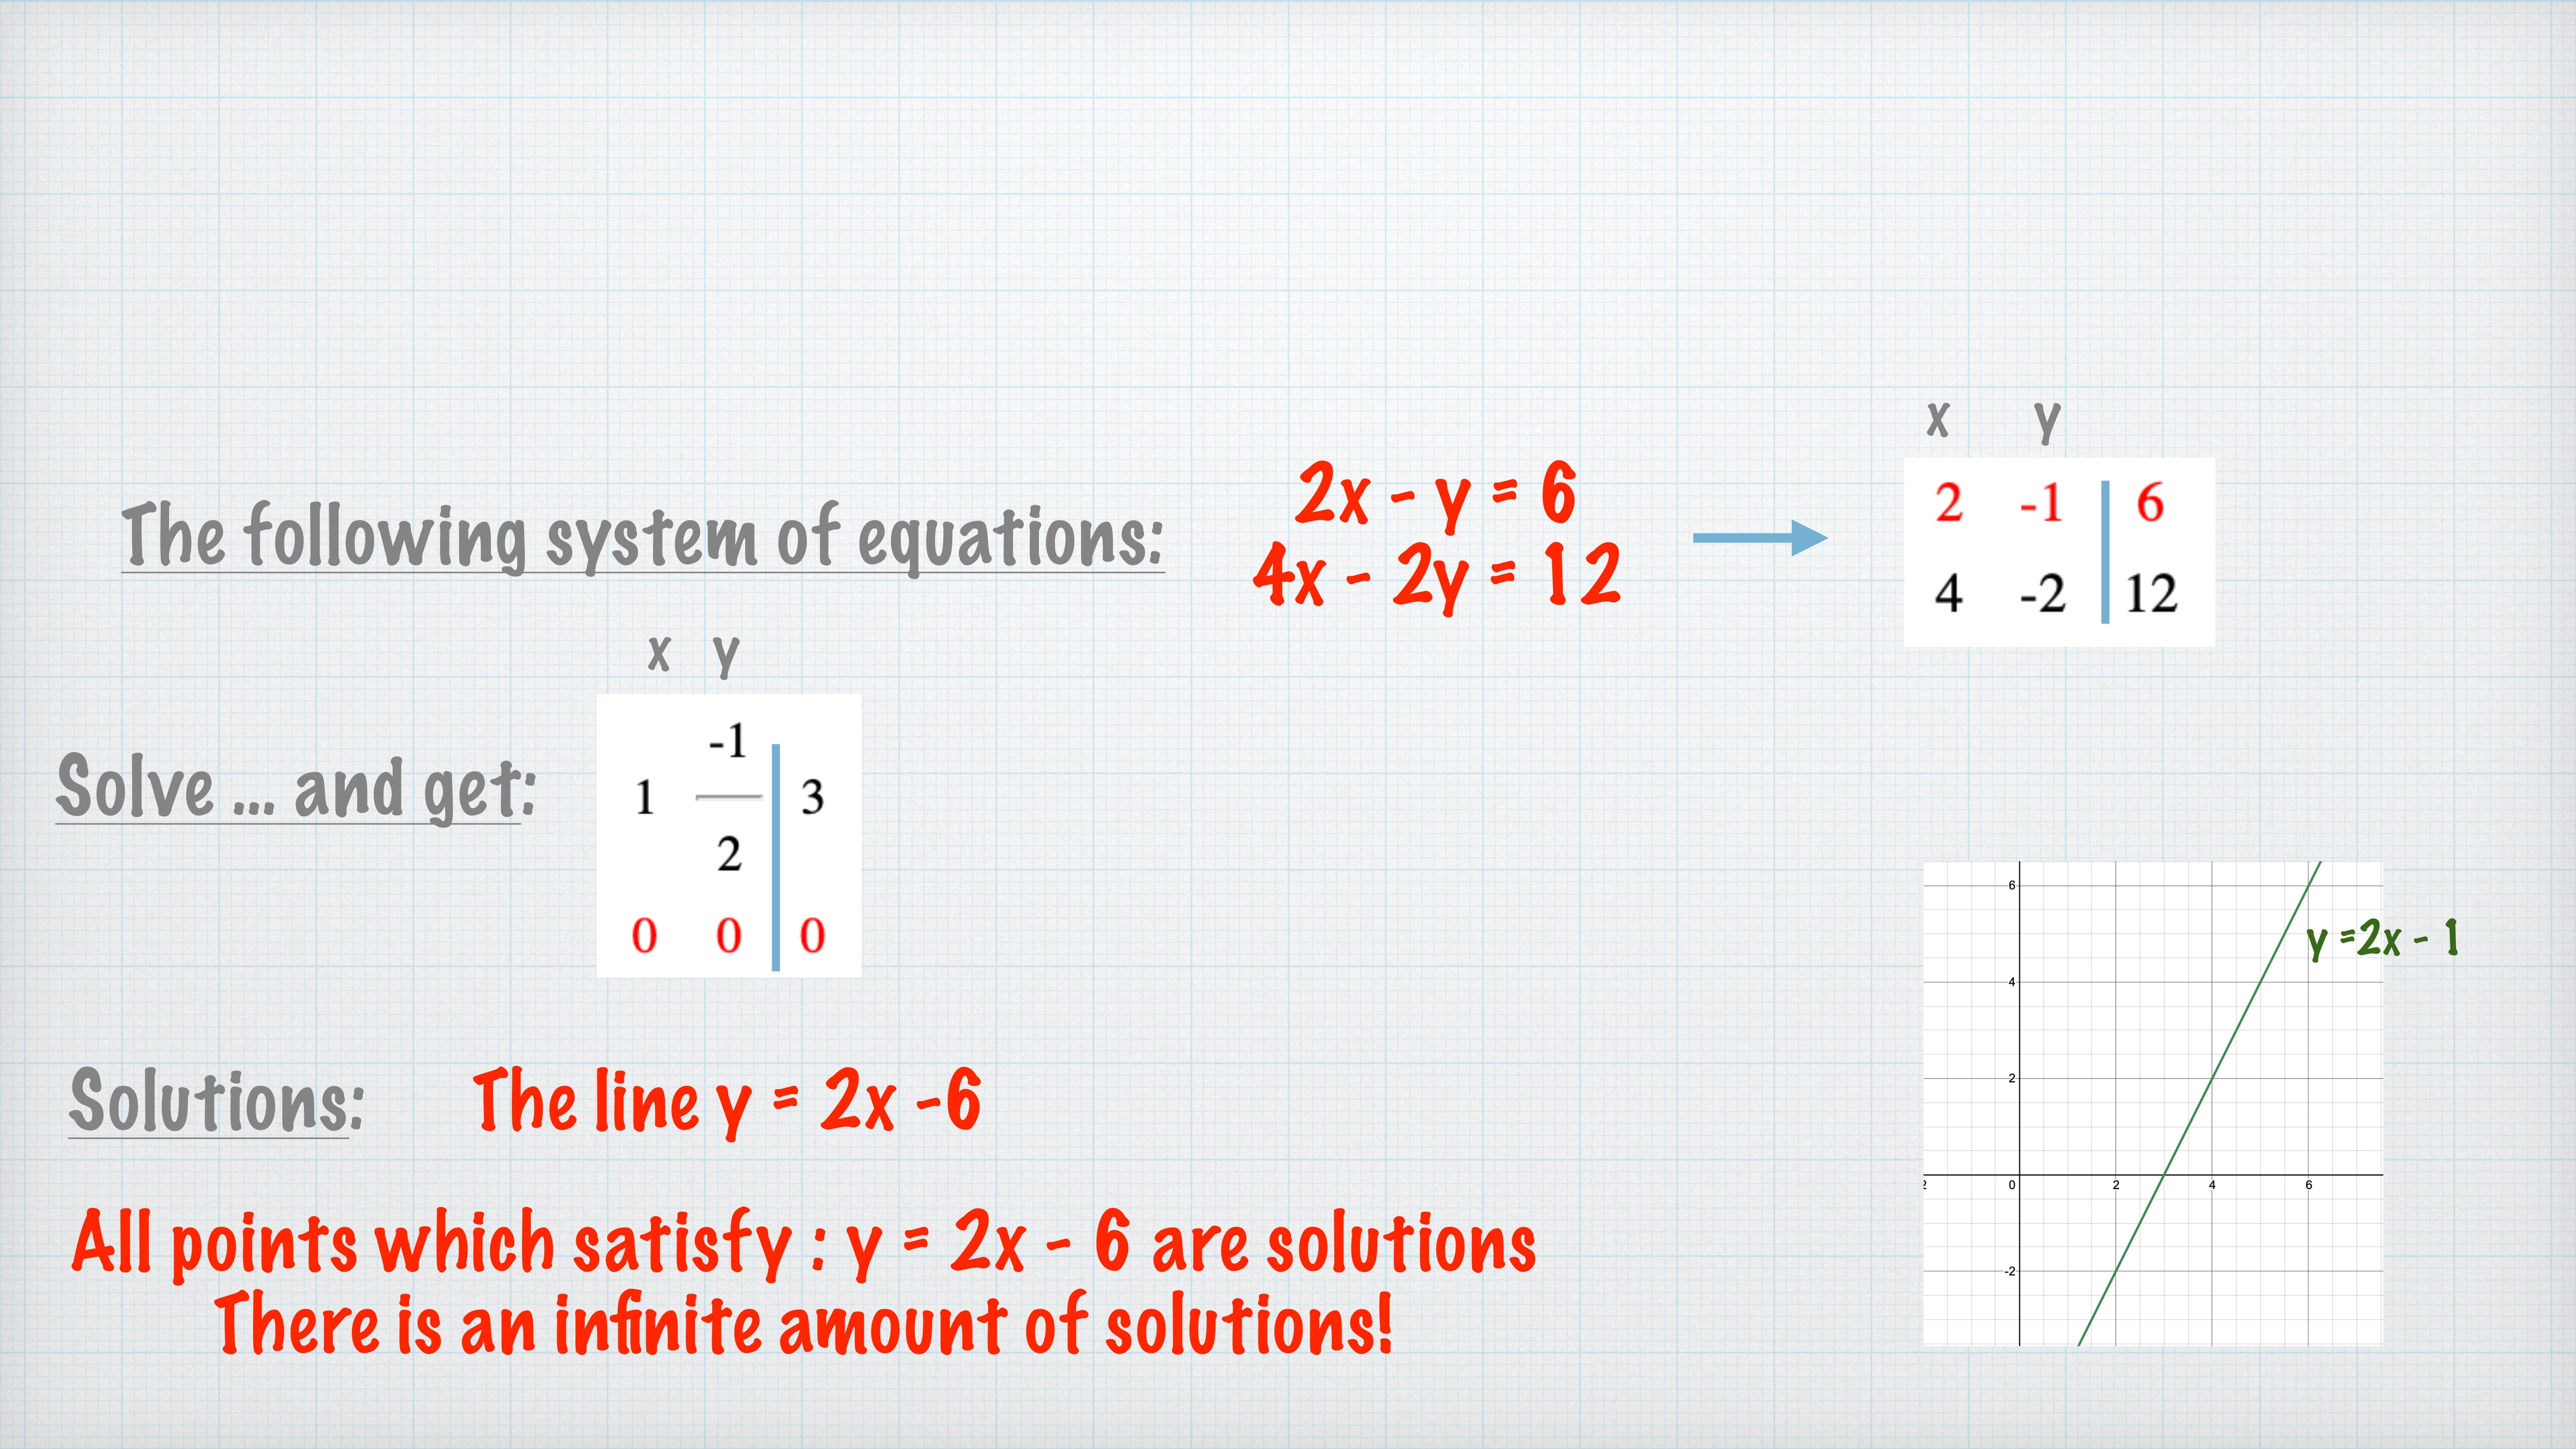 x y
2x - y = 6
4x - 2y = 12
2 -1 6
4 -2 12
The following system of equations:
x y
-1
1 3
2
0 0 0
Solve ... and get:
6
4
2
2 0 2 4 6
-2
y =2x - 1
Solutions: The line y = 2x -6
All points which satisfy : y = 2x - 6 are solutions
There is an infinite amount of solutions!